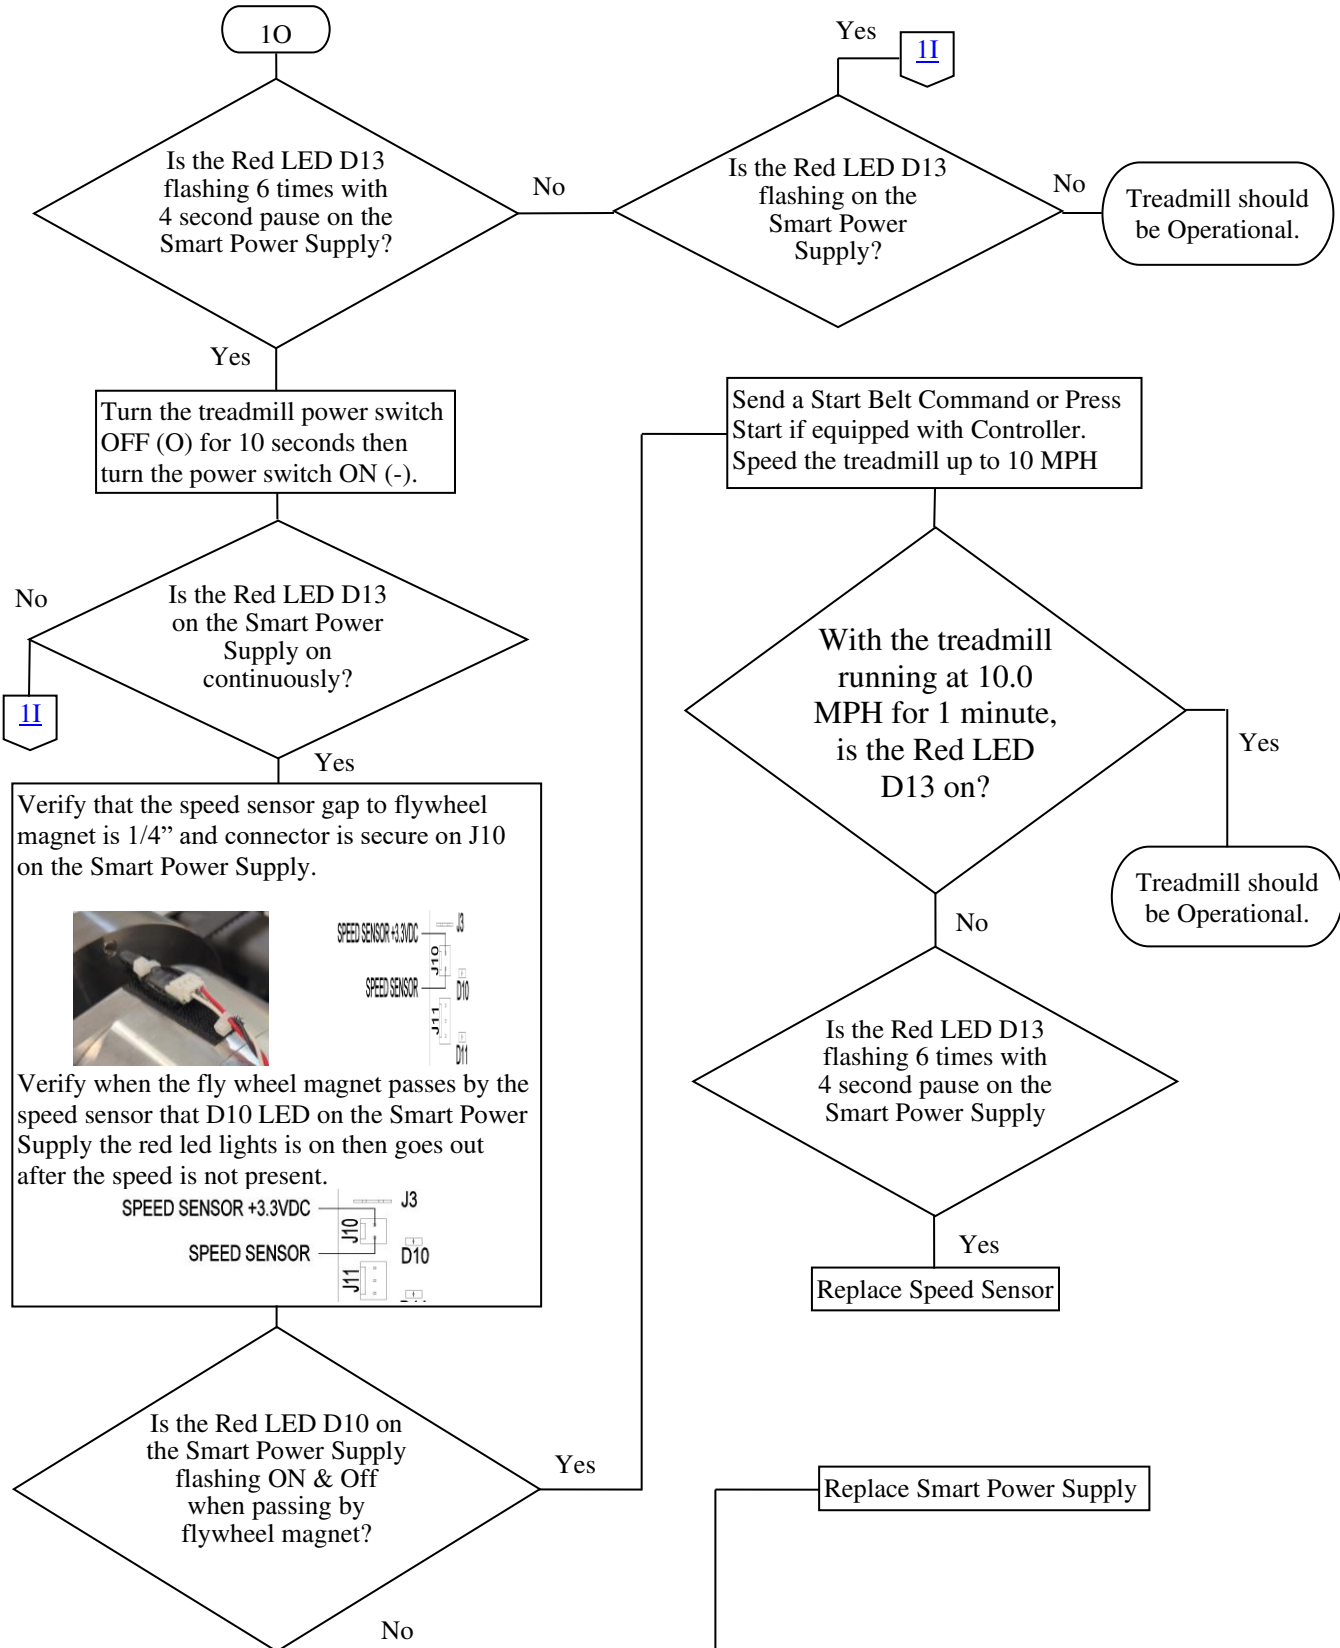 1O
Is the Red LED D13
flashing 6 times with
4 second pause on the
Smart Power Supply?
No
Yes
1I
Is the Red LED D13
flashing on the
Smart Power
Supply?
No
Treadmill should
be Operational.
Yes
Turn the treadmill power switch
OFF (O) for 10 seconds then
turn the power switch ON (-).
Is the Red LED D13
on the Smart Power
Supply on
continuously?
No
1I
Yes
Verify that the speed sensor gap to flywheel
magnet is 1/4” and connector is secure on J10
on the Smart Power Supply.
SPEED SENSOR +3.3VDC
J3
J10
SPEED SENSOR
D10
J11
D11
Verify when the fly wheel magnet passes by the
speed sensor that D10 LED on the Smart Power
Supply the red led lights is on then goes out
after the speed is not present.
SPEED SENSOR +3.3VDC
J3
J10
SPEED SENSOR
D10
J11
Is the Red LED D10 on
the Smart Power Supply
flashing ON & Off
when passing by
flywheel magnet?
Yes
No
Send a Start Belt Command or Press
Start if equipped with Controller.
Speed the treadmill up to 10 MPH
With the treadmill
running at 10.0
MPH for 1 minute,
is the Red LED
D13 on?
Yes
Treadmill should
be Operational.
No
Is the Red LED D13
flashing 6 times with
4 second pause on the
Smart Power Supply
Yes
Replace Speed Sensor
Replace Smart Power Supply